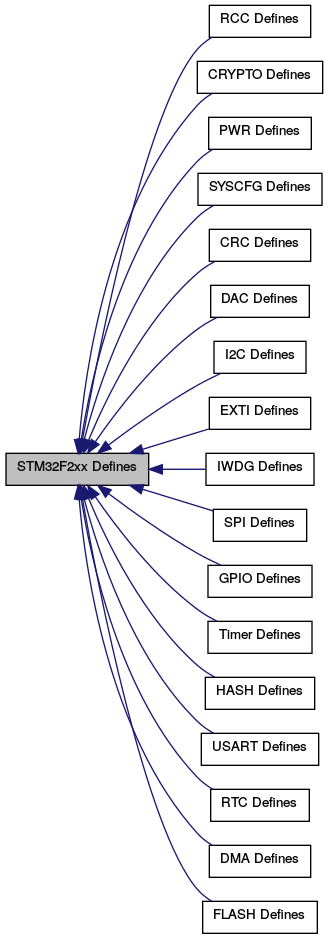 RCC Defines
CRYPTO Defines
PWR Defines
SYSCFG Defines
CRC Defines
DAC Defines
I2C Defines
EXTI Defines
STM32F2xx Defines
IWDG Defines
SPI Defines
GPIO Defines
Timer Defines
HASH Defines
USART Defines
RTC Defines
DMA Defines
FLASH Defines